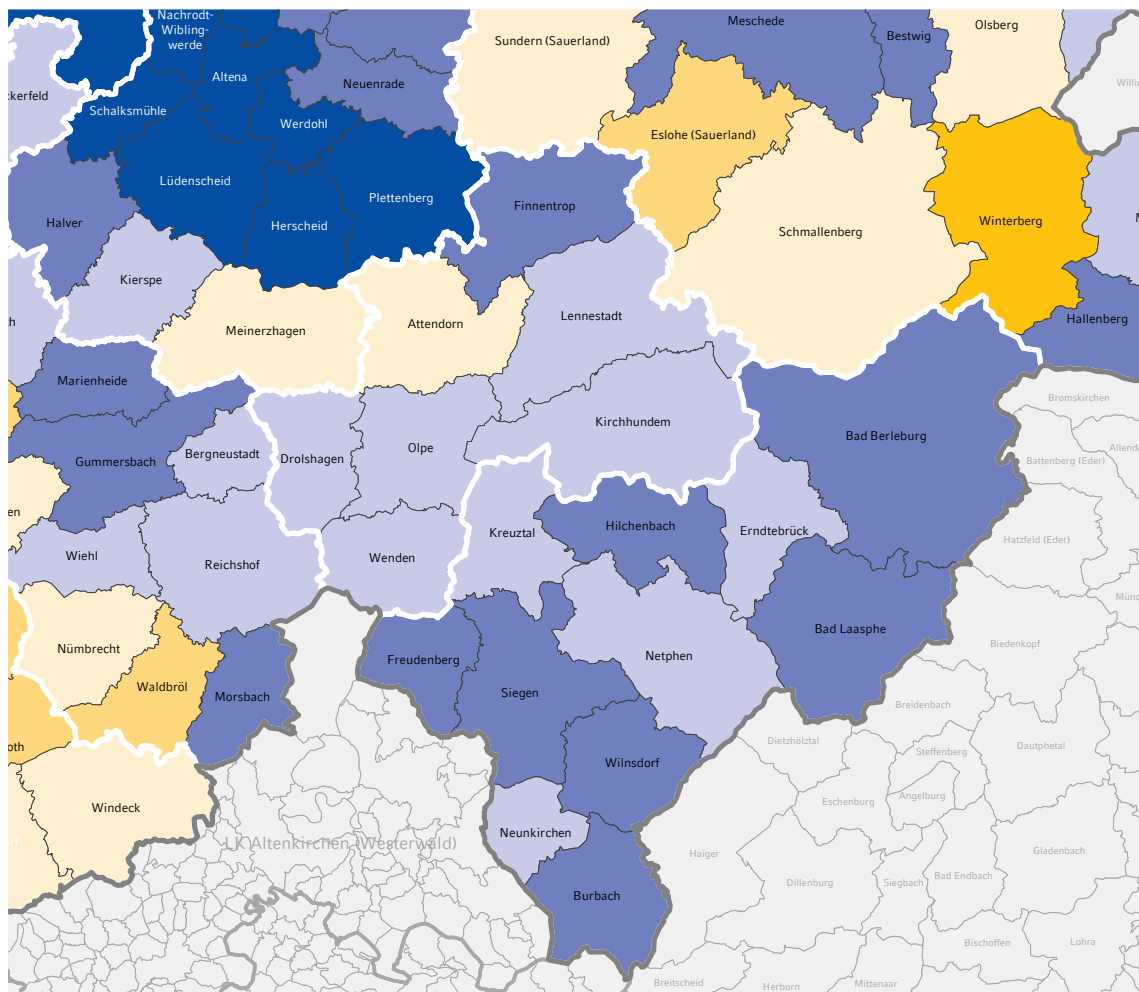 Nachrodt-
Wibling-
werde
Sundern (Sauerland)
Meschede
Bestwig
Olsberg
Altena
Neuenrade
ckerfeld
Schalksmühle
Werdohl
Eslohe (Sauerland)
Lüdenscheid
Plettenberg
Finnentrop
Halver
Herscheid
Schmallenberg
Winterberg
Kierspe
Lennestadt
Hallenberg
Meinerzhagen
Attendorn
Marienheide
Bromskirchen
Kirchhundem
Bad Berleburg
Olpe
Bergneustadt
Drolshagen
Gummersbach
Battenberg (Eder)
en
Hilchenbach
Erndtebrück
Kreuztal
Hatzfeld (Eder)
Wiehl
Wenden
Reichshof
Bad Laasphe
Biedenkopf
Nümbrecht
Netphen
Freudenberg
Waldbröl
Morsbach
Siegen
Breidenbach
oth
Dietzhölztal
Steffenberg
Dautphetal
Wilnsdorf
Angelburg
Eschenburg
Windeck
Neunkirchen
LK Altenkirchen (Westerwald)
Haiger
Gladenbach
Dillenburg
Siegbach
Bad Endbach
Burbach
Bischoffen
Lohra
Breitscheid
Herborn
Mittenaar